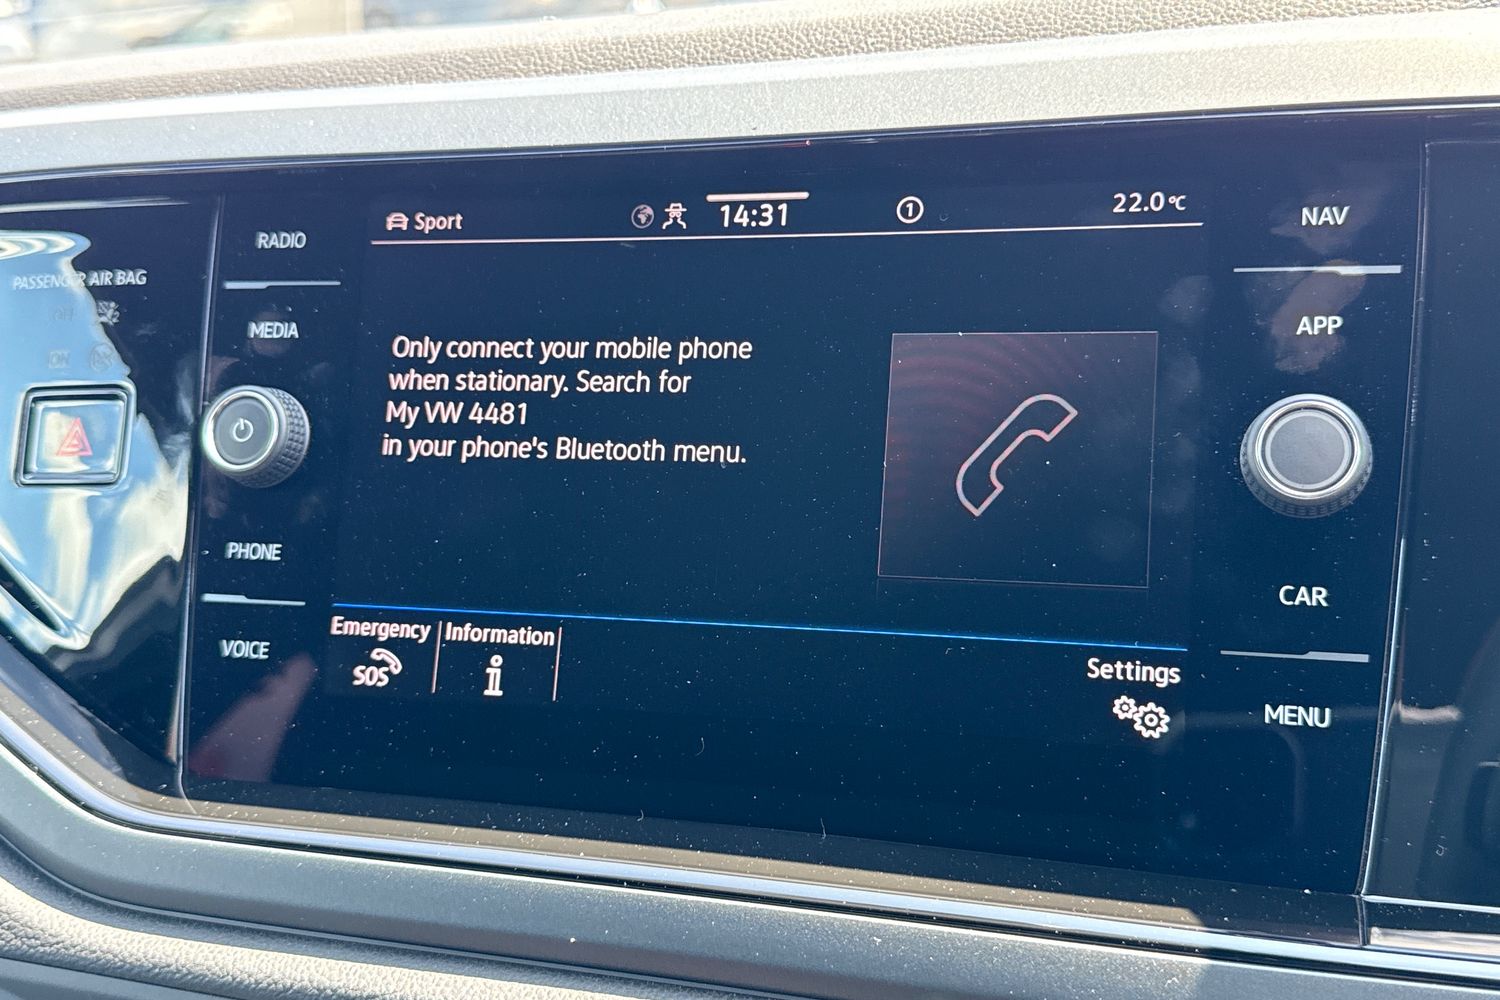 Sport
14:31
1
22.0°C
RADIO
MEDIA
PHONE
VOICE
NAV
APP
CAR
MENU
PASSENGER AIR BAG
Only connect your mobile phone
when stationary. Search for
My VW 4481
in your phone's Bluetooth menu.
Emergency
SOS
Information
i
Settings